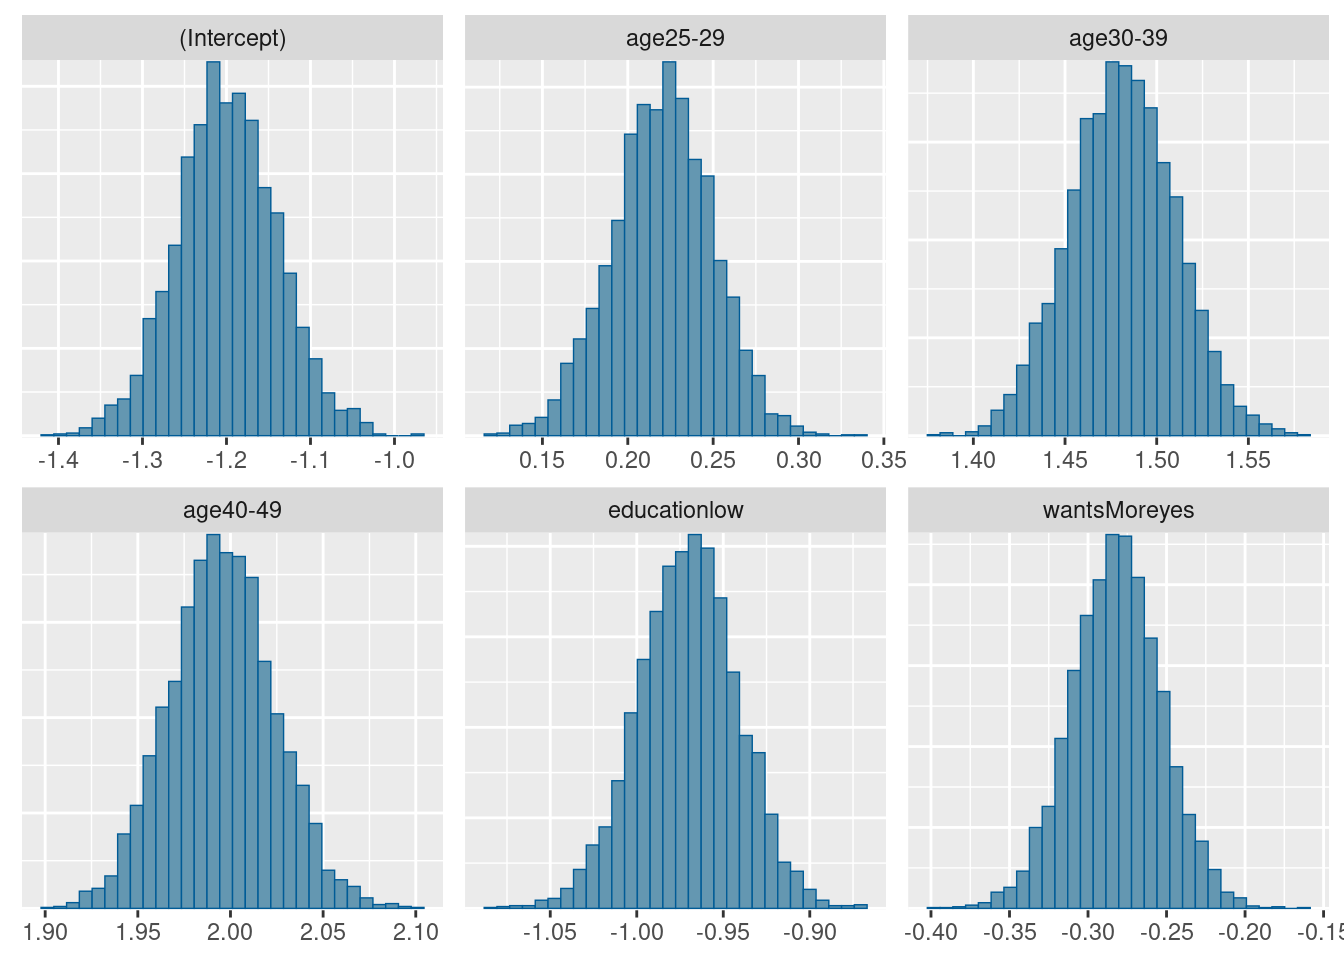 (Intercept) age25-29 age30-39
-1.4 -1.3 -1.2 -1.1 -1.0 0.15 0.20 0.25 0.30 0.35 1.40 1.45 1.50 1.55
age40-49 educationlow wantsMoreyes
1.90 1.95 2.00 2.05 2.10 -1.05 -1.00 -0.95 -0.90 -0.40 -0.35 -0.30 -0.25 -0.20 -0.15